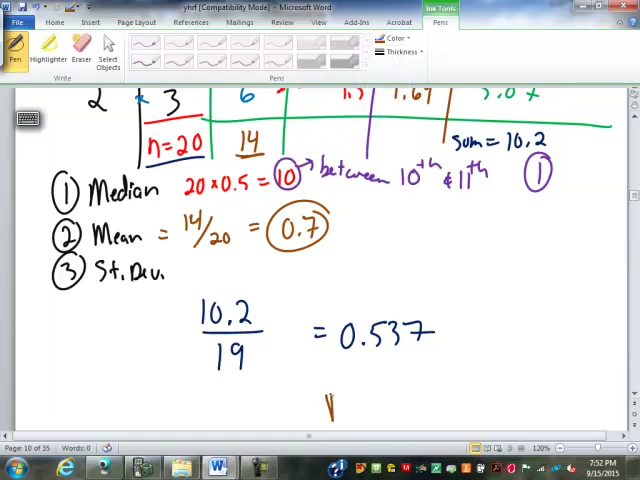 yhrf [Compatibility Mode] - Microsoft Word
Ink Tools
File Home Insert Page Layout References Mailings Review View Add-Ins Acrobat Pens
Pen Highlighter Eraser Select Objects
Color
Thickness
Write Pens
2 3 6
n=20 14 sum = 10.2
① Median 20 x 0.5 = 10 → between 10th & 11th 1
② Mean = 14/20 = 0.7
③ St. Dev.
10.2
19
= 0.537
Page: 10 of 35 Words: 0 120%
7:52 PM
9/15/2015